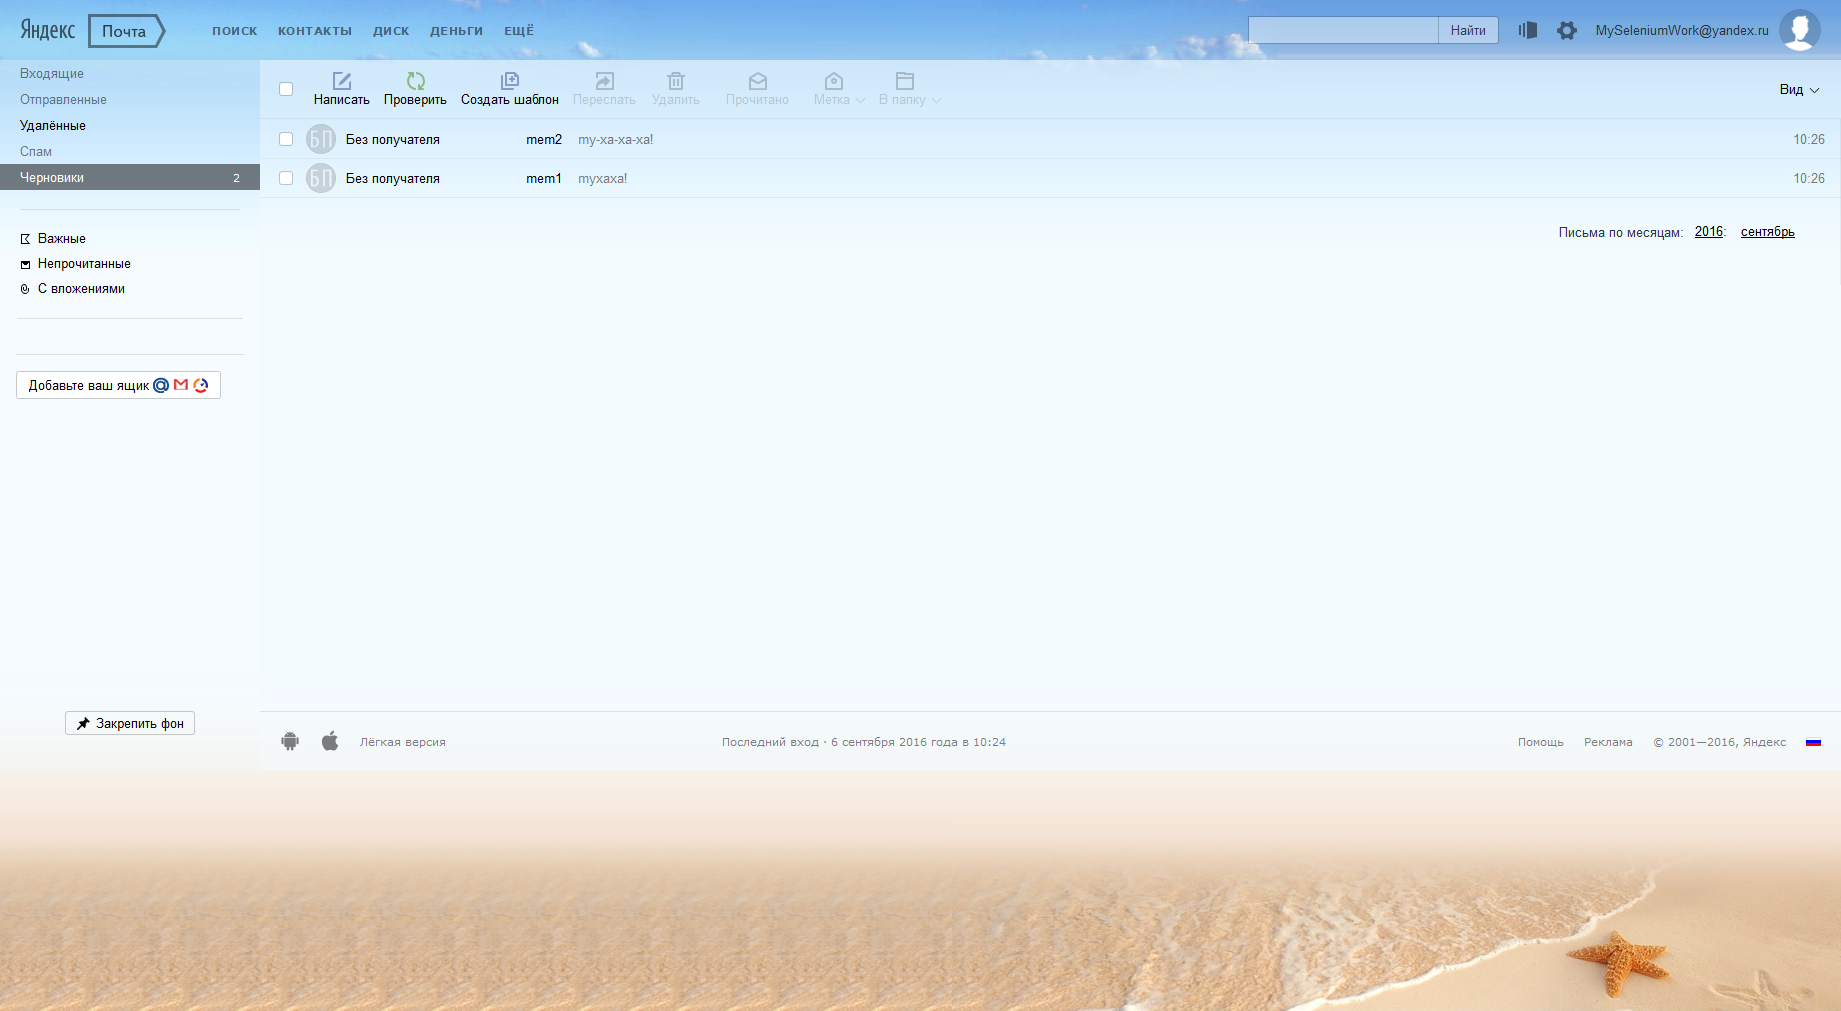 Яндекс Почта ПОИСК КОНТАКТЫ ДИСК ДЕНЬГИ ЕЩЁ Найти MySeleniumWork@yandex.ru
Входящие
Отправленные
Удалённые
Спам
Черновики 2
Важные
Непрочитанные
С вложениями
Добавьте ваш ящик
Закрепить фон
Написать Проверить Создать шаблон Переслать Удалить Прочитано Метка В папку Вид
БП Без получателя mem2 му-ха-ха-ха! 10:26
БП Без получателя mem1 мухаха! 10:26
Письма по месяцам: 2016: сентябрь
Лёгкая версия Последний вход · 6 сентября 2016 года в 10:24 Помощь Реклама © 2001—2016, Яндекс